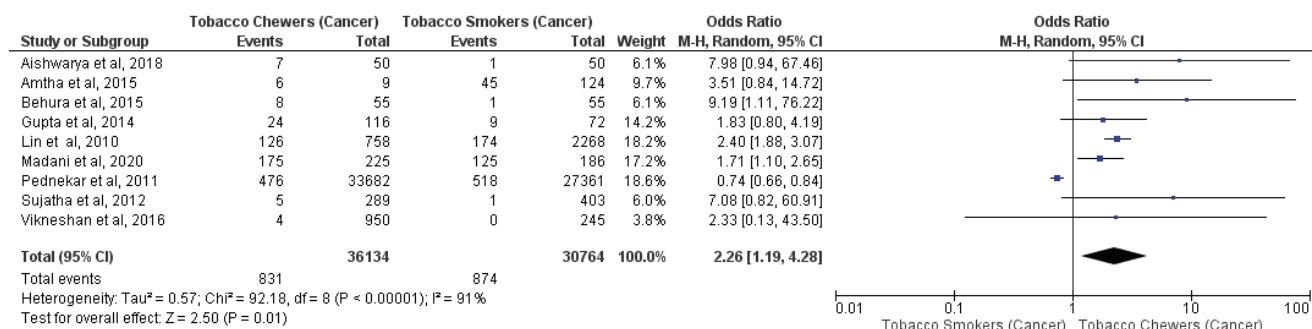 Tobacco Chewers (Cancer) Tobacco Smokers (Cancer) Odds Ratio Odds Ratio
Study or Subgroup Events Total Events Total Weight M-H, Random, 95% CI M-H, Random, 95% CI
Aishwarya et al, 2018 7 50 1 50 6.1% 7.98 [0.94, 67.46]
Amtha et al, 2015 6 9 45 124 9.7% 3.51 [0.84, 14.72]
Behura et al, 2015 8 55 1 55 6.1% 9.19 [1.11, 76.22]
Gupta et al, 2014 24 116 9 72 14.2% 1.83 [0.80, 4.19]
Lin et al, 2010 126 758 174 2268 18.2% 2.40 [1.88, 3.07]
Madani et al, 2020 175 225 125 186 17.2% 1.71 [1.10, 2.65]
Pednekar et al, 2011 476 33682 518 27361 18.6% 0.74 [0.66, 0.84]
Sujatha et al, 2012 5 289 1 403 6.0% 7.08 [0.82, 60.91]
Vikneshan et al, 2016 4 950 0 245 3.8% 2.33 [0.13, 43.50]
Total (95% CI) 36134 30764 100.0% 2.26 [1.19, 4.28]
Total events 831 874
Heterogeneity: Tau² = 0.57; Chi² = 92.18, df = 8 (P < 0.00001); I² = 91%
Test for overall effect: Z = 2.50 (P = 0.01)
0.01 0.1 1 10 100
Tobacco Smokers (Cancer) Tobacco Chewers (Cancer)